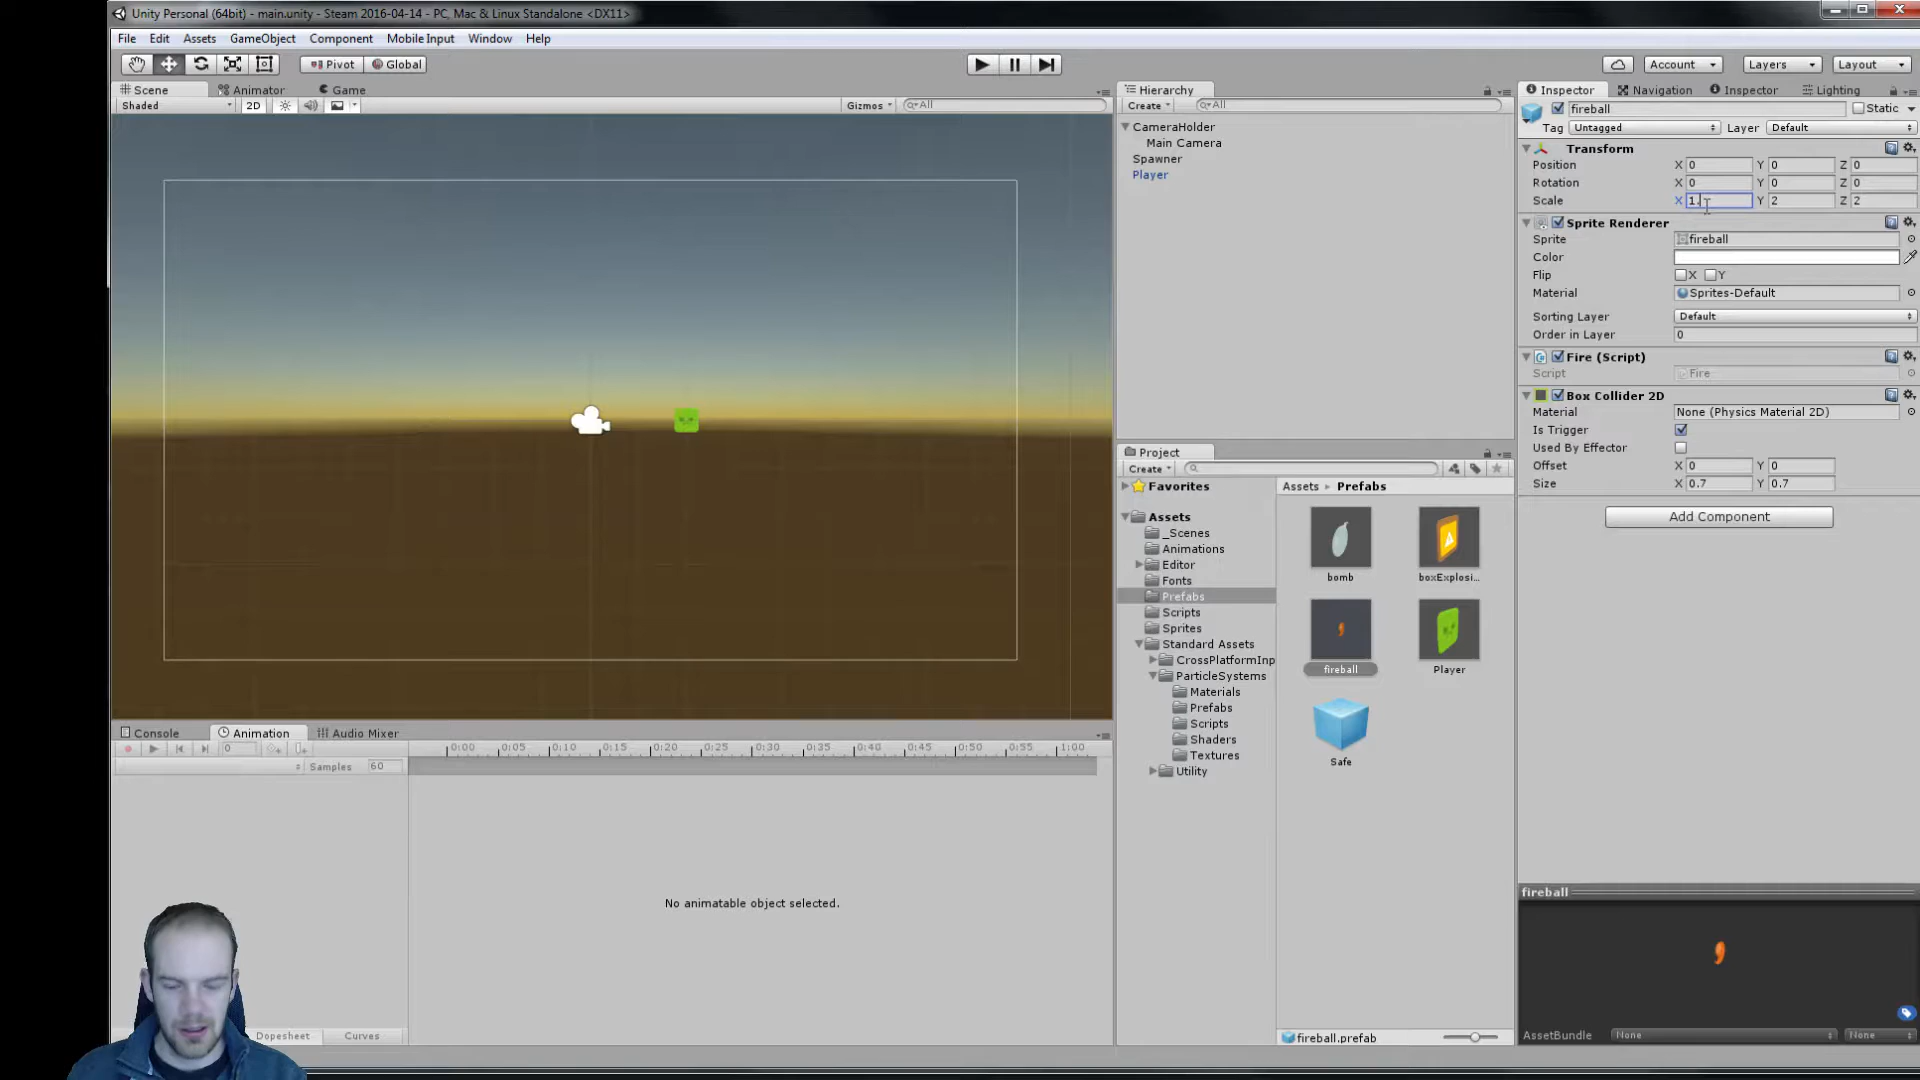 Unity Personal (64bit) - main.unity - Steam 2016-04-14 - PC, Mac & Linux Standalone <DX11>
File Edit Assets GameObject Component Mobile Input Window Help
Pivot Global Account Layers Layout
Scene Animator Game
Shaded 2D Gizmos All
Hierarchy
Create All
CameraHolder
Main Camera
Spawner
Player
Console Animation Audio Mixer
0 0:00 0:05 0:10 0:15 0:20 0:25 0:30 0:35 0:40 0:45 0:50 0:55 1:00
Samples 60
No animatable object selected.
Dopesheet Curves
Project
Create
Favorites
Assets
_Scenes
Animations
Editor
Fonts
Prefabs
Scripts
Sprites
Standard Assets
CrossPlatformInp
ParticleSystems
Materials
Prefabs
Scripts
Shaders
Textures
Utility
Assets Prefabs
bomb boxExplosi...
fireball Player
Safe
fireball.prefab
Inspector Navigation Inspector Lighting
fireball Static
Tag Untagged Layer Default
Transform
Position X 0 Y 0 Z 0
Rotation X 0 Y 0 Z 0
Scale X 1. Y 2 Z 2
Sprite Renderer
Sprite fireball
Color
Flip X Y
Material Sprites-Default
Sorting Layer Default
Order in Layer 0
Fire (Script)
Script Fire
Box Collider 2D
Material None (Physics Material 2D)
Is Trigger
Used By Effector
Offset X 0 Y 0
Size X 0.7 Y 0.7
Add Component
fireball
AssetBundle None None